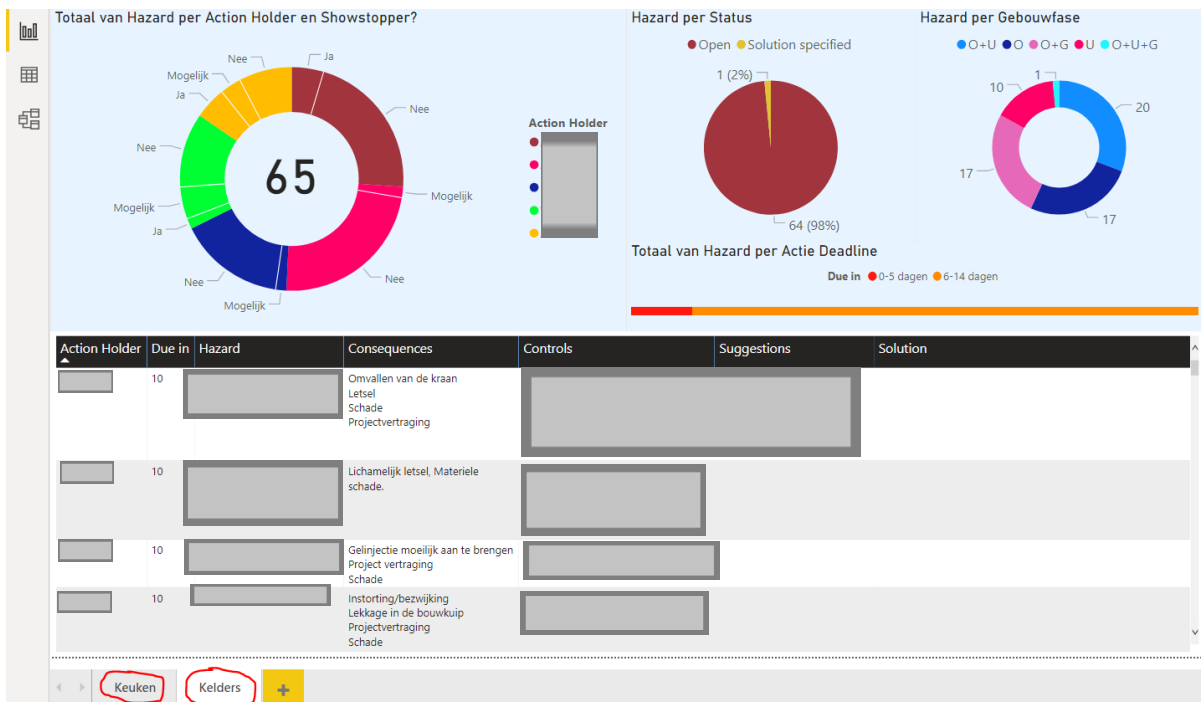 Totaal van Hazard per Action Holder en Showstopper?
Nee
Ja
Mogelijk
Ja
Nee
Nee
Mogelijk
Mogelijk
Ja
Nee
Nee
Mogelijk
65
Action Holder
Hazard per Status
Open Solution specified
1 (2%)
64 (98%)
Hazard per Gebouwfase
O+U O O+G U O+U+G
1
10
20
17
17
Totaal van Hazard per Actie Deadline
Due in 0-5 dagen 6-14 dagen
Action Holder Due in Hazard Consequences Controls Suggestions Solution
10 Omvallen van de kraan
Letsel
Schade
Projectvertraging
10 Lichamelijk letsel, Materiele
schade.
10 Gelinjectie moeilijk aan te brengen
Project vertraging
Schade
10 Instorting/bezwijking
Lekkage in de bouwkuip
Projectvertraging
Schade
Keuken Kelders +